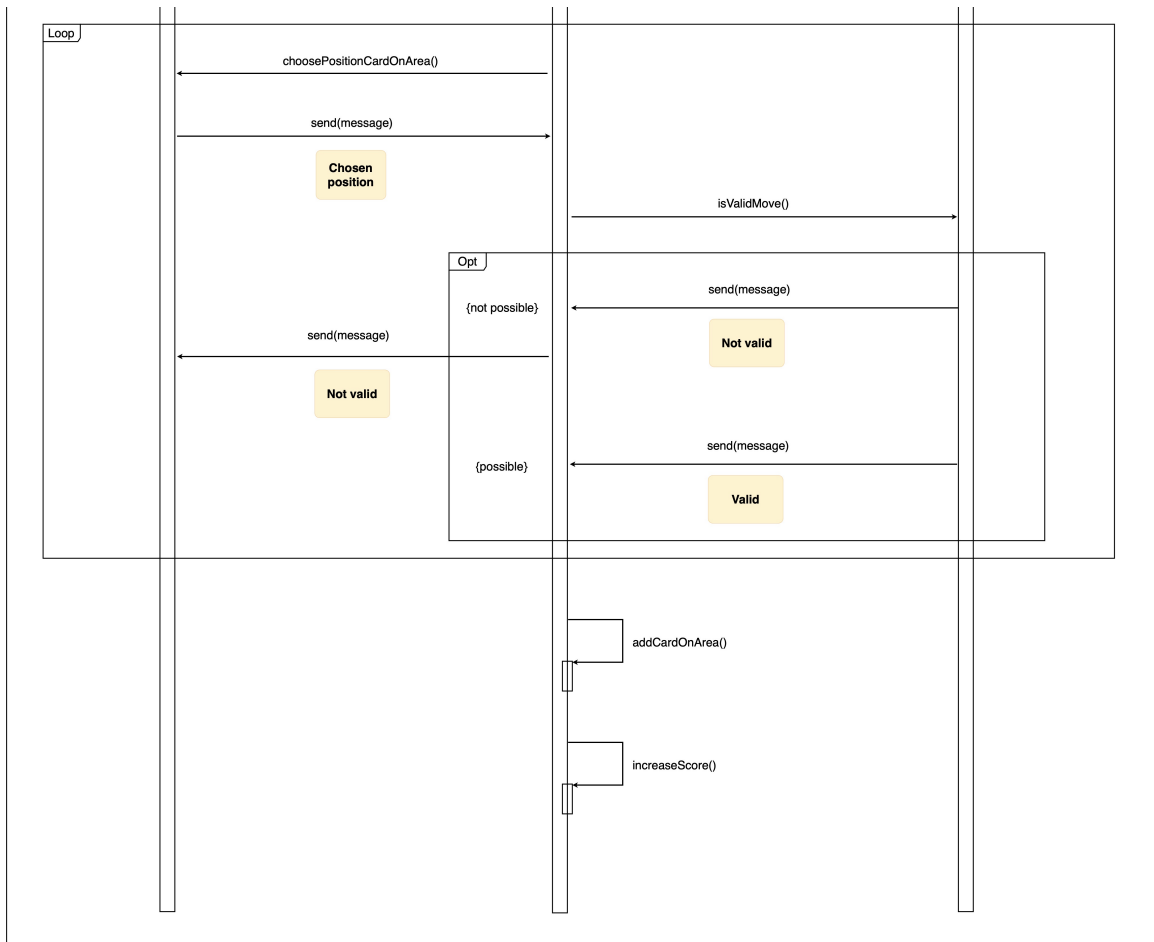 Loop
choosePositionCardOnArea()
send(message)
Chosen
position
isValidMove()
Opt
send(message)
{not possible}
Not valid
send(message)
Not valid
send(message)
{possible}
Valid
addCardOnArea()
increaseScore()